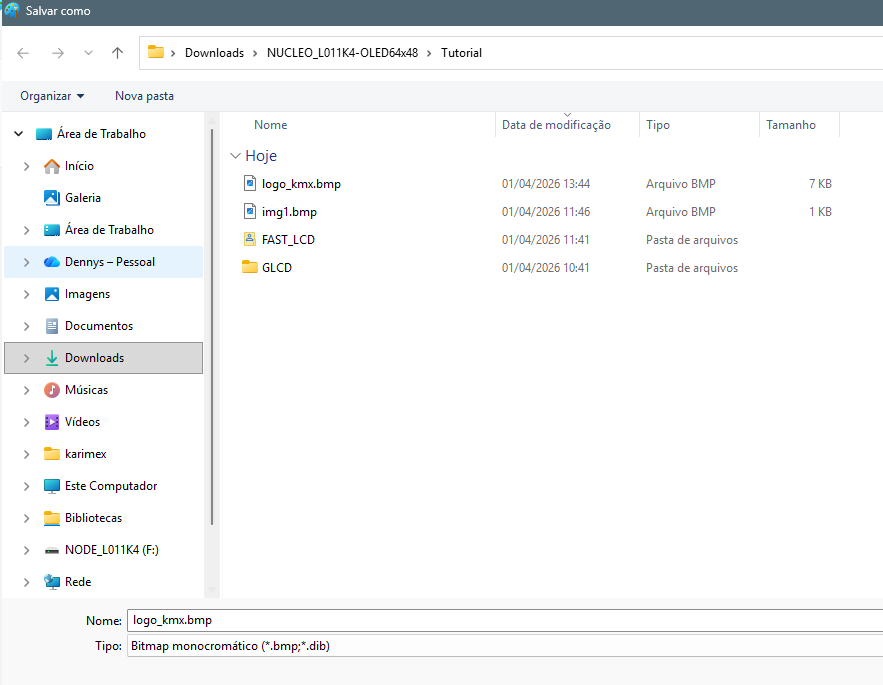 Salvar como
Downloads NUCLEO_L011K4-OLED64x48 Tutorial
Organizar Nova pasta
Área de Trabalho
Início
Galeria
Área de Trabalho
Dennys – Pessoal
Imagens
Documentos
Downloads
Músicas
Vídeos
karimex
Este Computador
Bibliotecas
NODE_L011K4 (F:)
Rede
Nome Data de modificação Tipo Tamanho
Hoje
logo_kmx.bmp 01/04/2026 13:44 Arquivo BMP 7 KB
img1.bmp 01/04/2026 11:46 Arquivo BMP 1 KB
FAST_LCD 01/04/2026 11:41 Pasta de arquivos
GLCD 01/04/2026 10:41 Pasta de arquivos
Nome: logo_kmx.bmp
Tipo: Bitmap monocromático (*.bmp;*.dib)